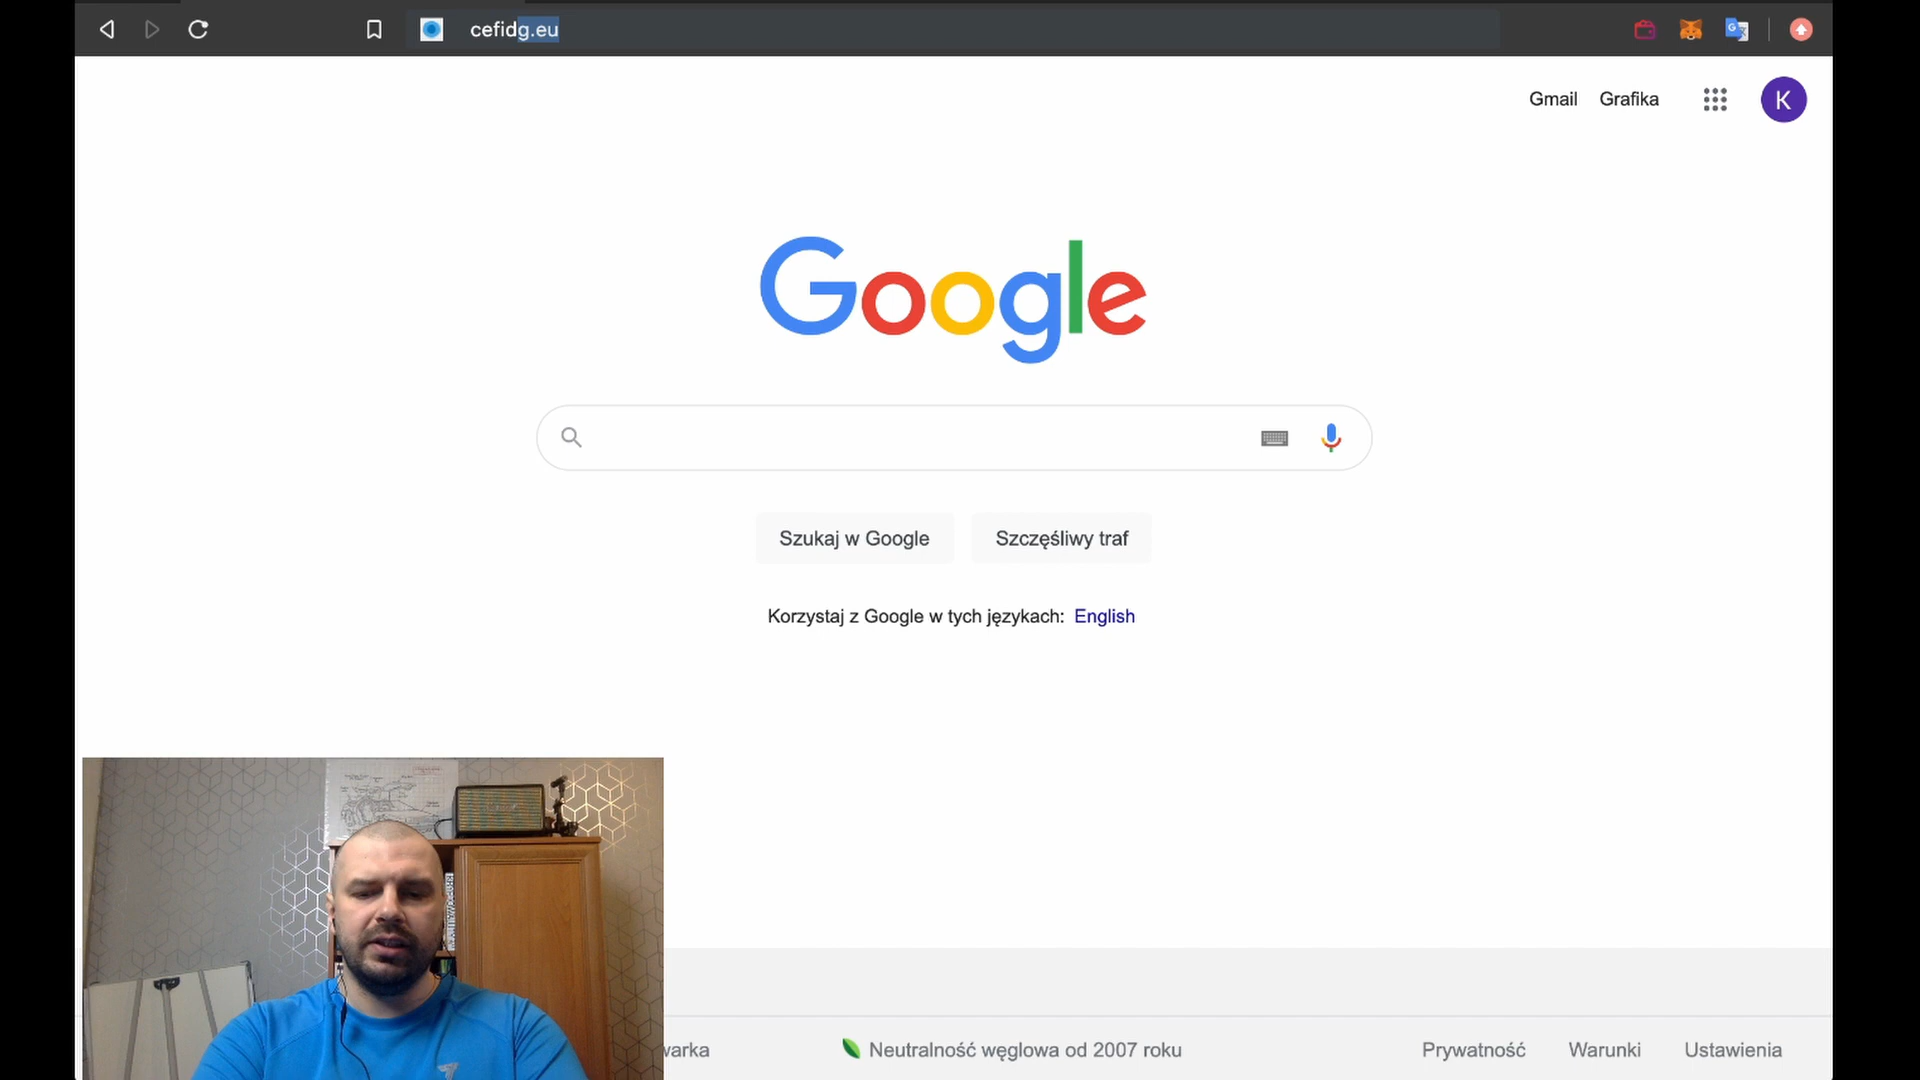 cefidg.eu
Gmail Grafika
K
Google
Szukaj w Google Szczęśliwy traf
Korzystaj z Google w tych językach: English
warka Neutralność węglowa od 2007 roku Prywatność Warunki Ustawienia